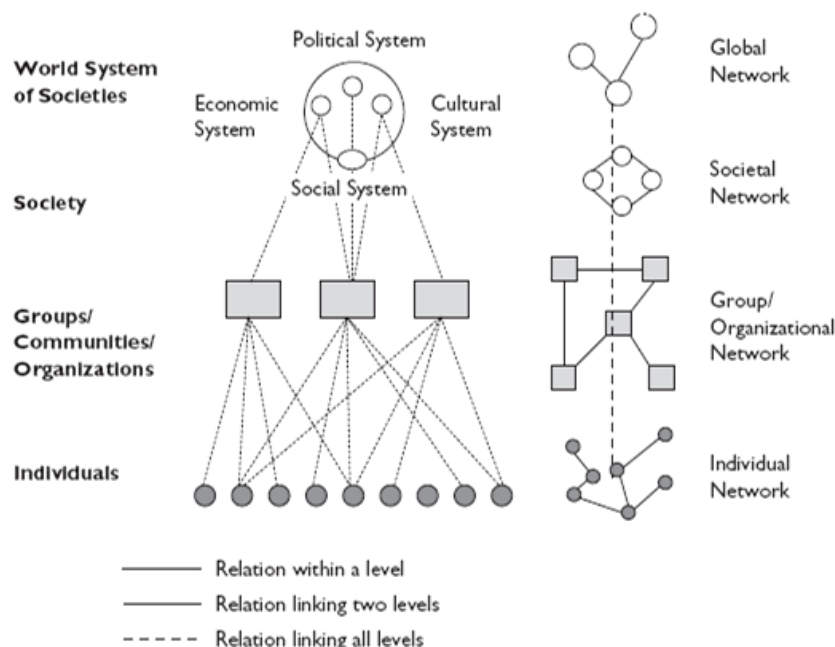 Political System
World System
of Societies
Economic
System
Cultural
System
Global
Network
Social System
Society
Societal
Network
Groups/
Communities/
Organizations
Group/
Organizational
Network
Individuals
Individual
Network
Relation within a level
Relation linking two levels
Relation linking all levels